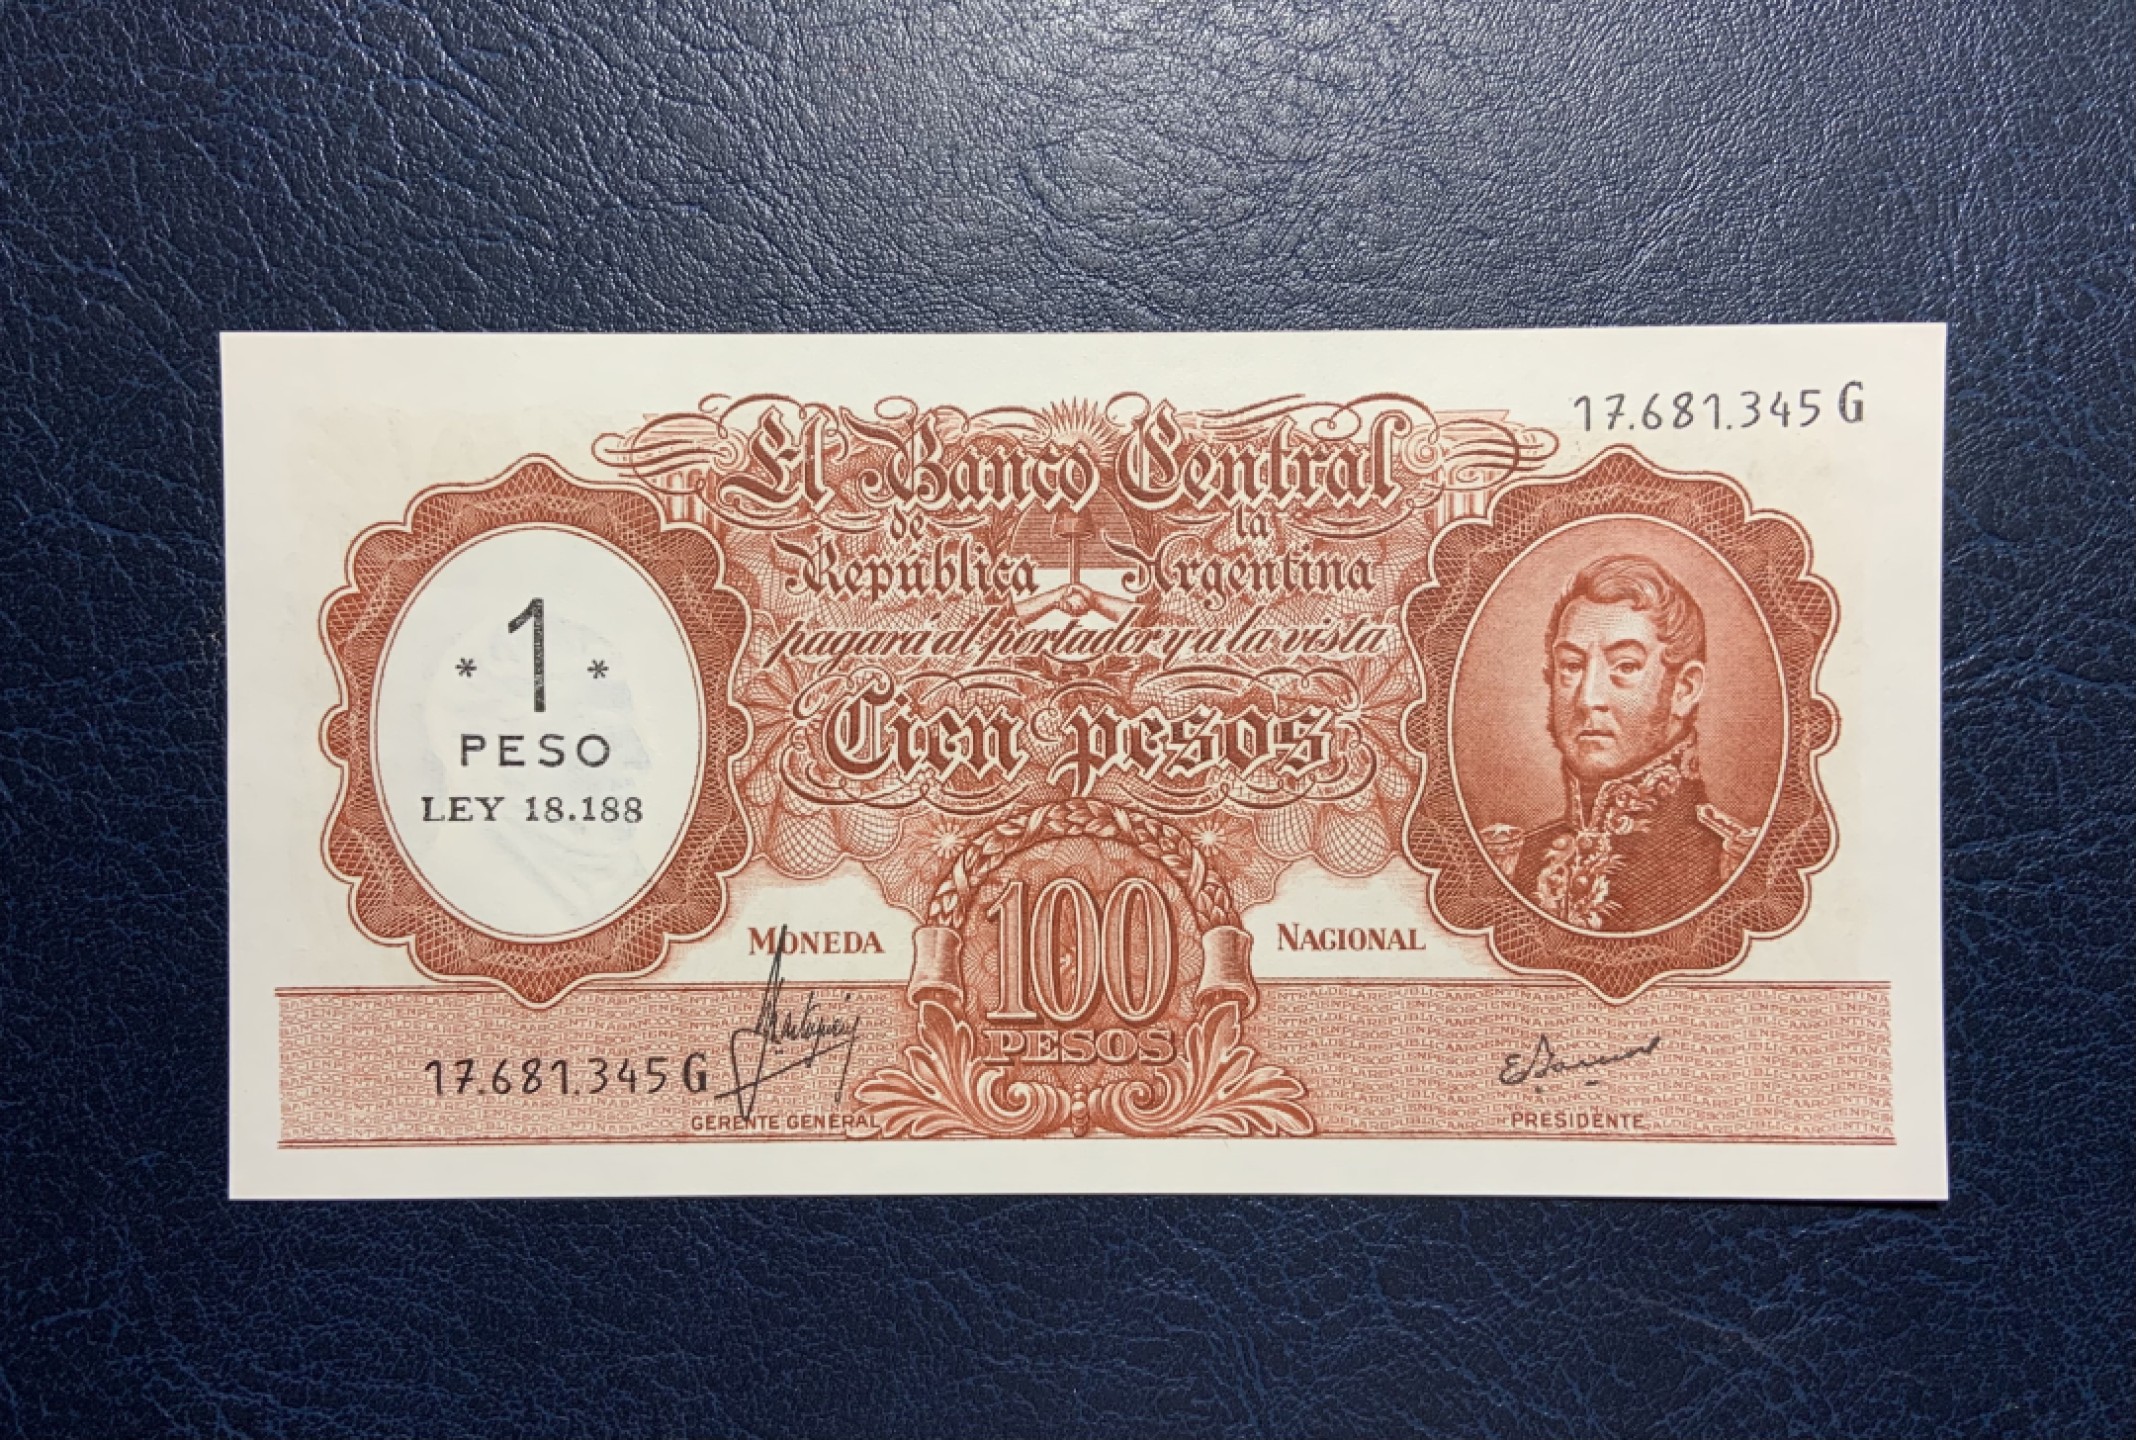 17.681.345 G
El Banco Central
de la
República Argentina
pagará al portador y a la vista
Cien pesos
* 1 *
PESO
LEY 18.188
MONEDA NACIONAL
100
PESOS
17.681.345 G
GERENTE GENERAL
PRESIDENTE